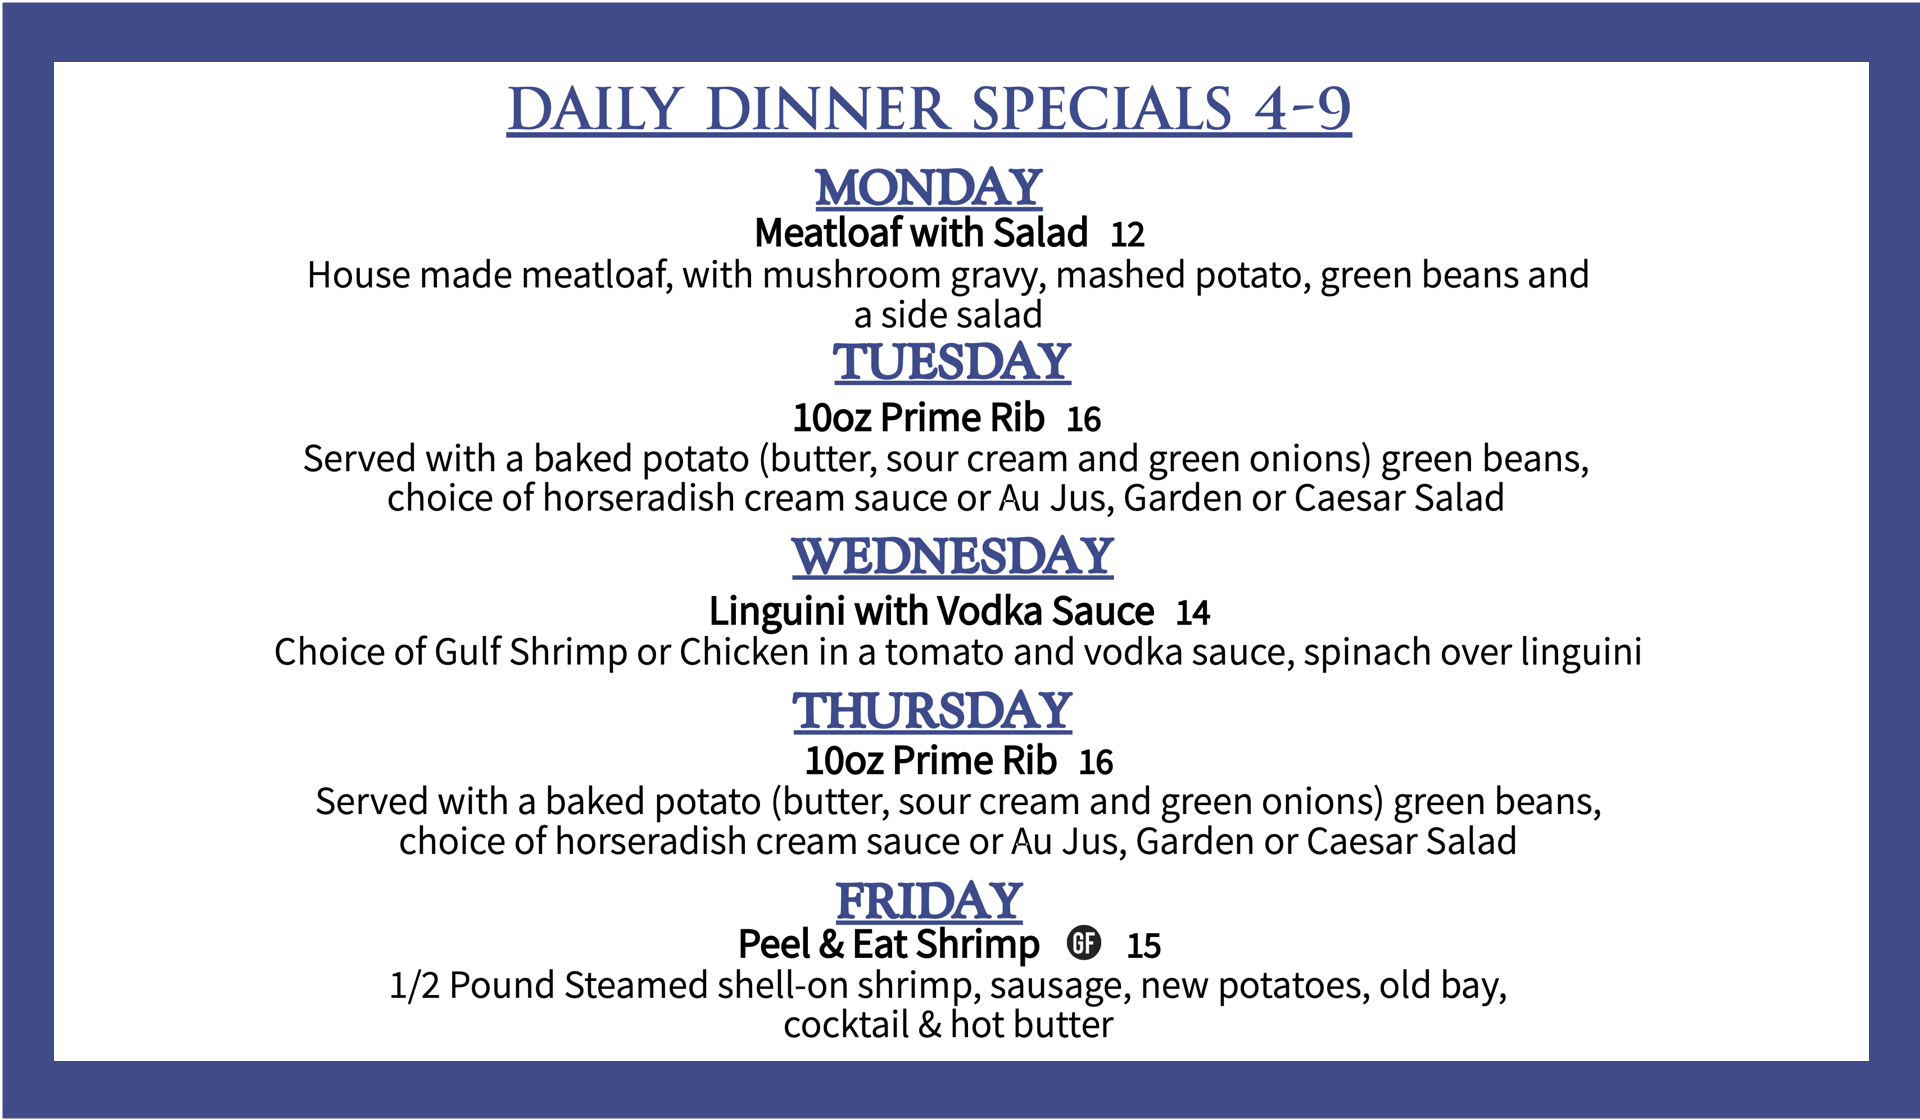 DAILY DINNER SPECIALS 4-9
MONDAY
Meatloaf with Salad 12
House made meatloaf, with mushroom gravy, mashed potato, green beans and
a side salad
TUESDAY
10oz Prime Rib 16
Served with a baked potato (butter, sour cream and green onions) green beans,
choice of horseradish cream sauce or Au Jus, Garden or Caesar Salad
WEDNESDAY
Linguini with Vodka Sauce 14
Choice of Gulf Shrimp or Chicken in a tomato and vodka sauce, spinach over linguini
THURSDAY
10oz Prime Rib 16
Served with a baked potato (butter, sour cream and green onions) green beans,
choice of horseradish cream sauce or Au Jus, Garden or Caesar Salad
FRIDAY
Peel & Eat Shrimp GF 15
1/2 Pound Steamed shell-on shrimp, sausage, new potatoes, old bay,
cocktail & hot butter